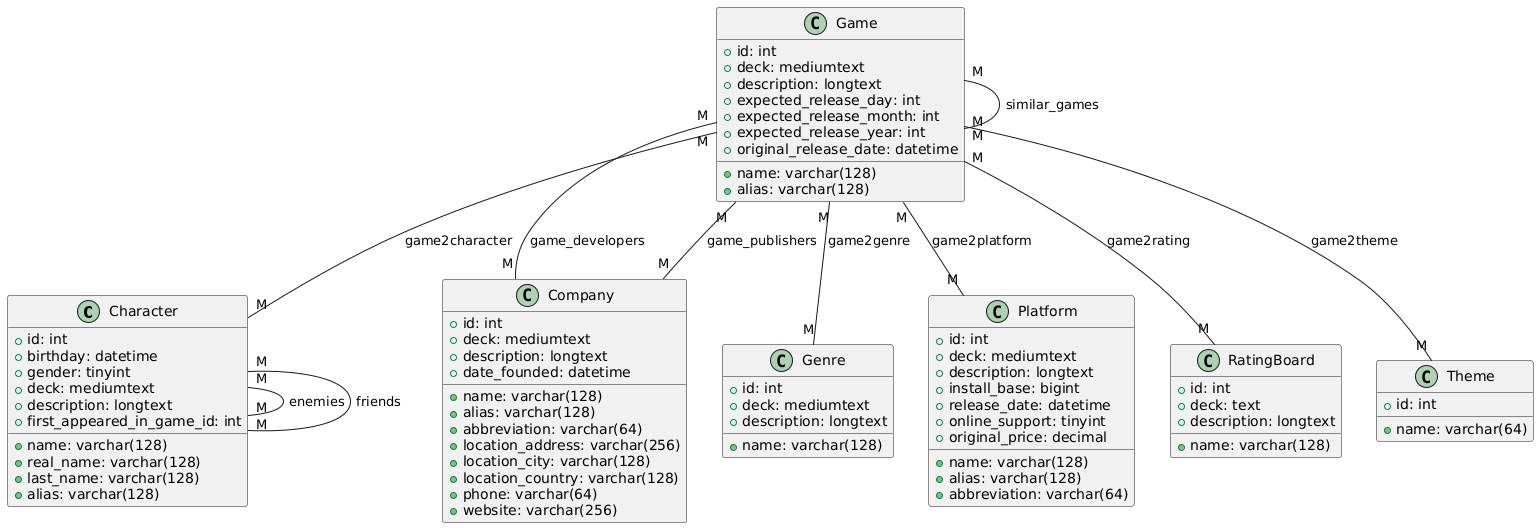 C Game
id: int
deck: mediumtext
description: longtext
expected_release_day: int
expected_release_month: int
expected_release_year: int
original_release_date: datetime
name: varchar(128)
alias: varchar(128)
M
similar_games
M
M
M
M
M
M
M
M
M
game2character
game_developers
game_publishers
game2genre
game2platform
game2rating
game2theme
M
M
M
M
M
M
M
C Character
id: int
birthday: datetime
gender: tinyint
deck: mediumtext
description: longtext
first_appeared_in_game_id: int
name: varchar(128)
real_name: varchar(128)
last_name: varchar(128)
alias: varchar(128)
M
M
M
M
enemies
friends
C Company
id: int
deck: mediumtext
description: longtext
date_founded: datetime
name: varchar(128)
alias: varchar(128)
abbreviation: varchar(64)
location_address: varchar(256)
location_city: varchar(128)
location_country: varchar(128)
phone: varchar(64)
website: varchar(256)
C Genre
id: int
deck: mediumtext
description: longtext
name: varchar(128)
C Platform
id: int
deck: mediumtext
description: longtext
install_base: bigint
release_date: datetime
online_support: tinyint
original_price: decimal
name: varchar(128)
alias: varchar(128)
abbreviation: varchar(64)
C RatingBoard
id: int
deck: text
description: longtext
name: varchar(128)
C Theme
id: int
name: varchar(64)